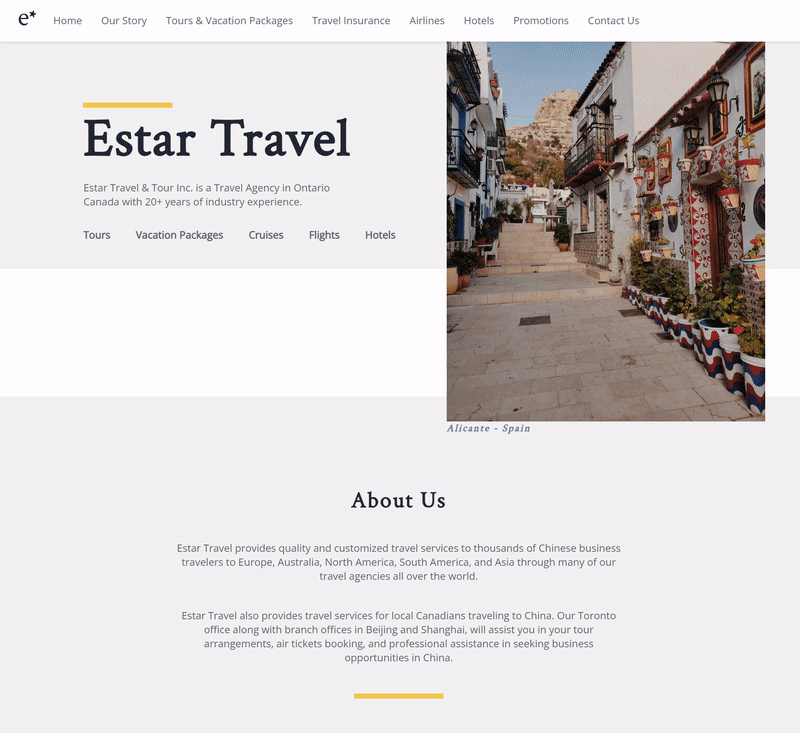 e*
Home Our Story Tours & Vacation Packages Travel Insurance Airlines Hotels Promotions Contact Us
Estar Travel
Estar Travel & Tour Inc. is a Travel Agency in Ontario
Canada with 20+ years of industry experience.
Tours Vacation Packages Cruises Flights Hotels
Alicante - Spain
About Us
Estar Travel provides quality and customized travel services to thousands of Chinese business
travelers to Europe, Australia, North America, South America, and Asia through many of our
travel agencies all over the world.
Estar Travel also provides travel services for local Canadians traveling to China. Our Toronto
office along with branch offices in Beijing and Shanghai, will assist you in your tour
arrangements, air tickets booking, and professional assistance in seeking business
opportunities in China.